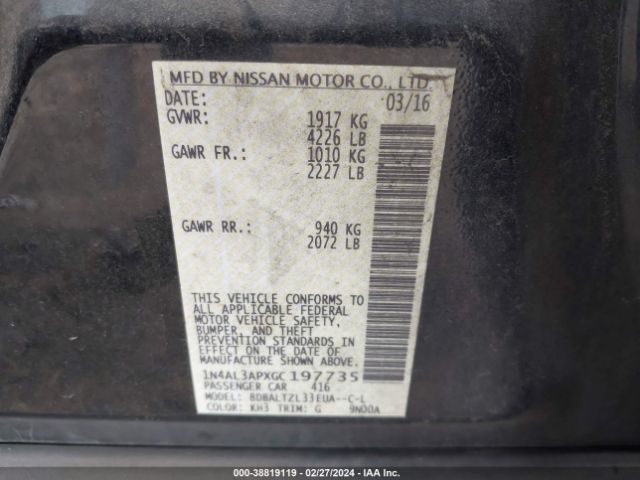 MFD BY NISSAN MOTOR CO., LTD.
DATE: 03/16
GVWR: 1917 KG
4226 LB
GAWR FR.: 1010 KG
2227 LB
GAWR RR.: 940 KG
2072 LB
THIS VEHICLE CONFORMS TO
ALL APPLICABLE FEDERAL
MOTOR VEHICLE SAFETY,
BUMPER, AND THEFT
PREVENTION STANDARDS IN
EFFECT ON THE DATE OF
MANUFACTURE SHOWN ABOVE.
1N4AL3APXGC197735
PASSENGER CAR 416
MODEL: BDBALTZL33EUA--C-L
COLOR: KH3 TRIM: G 9N00A
000-38819119 - 02/27/2024 - IAAI.COM